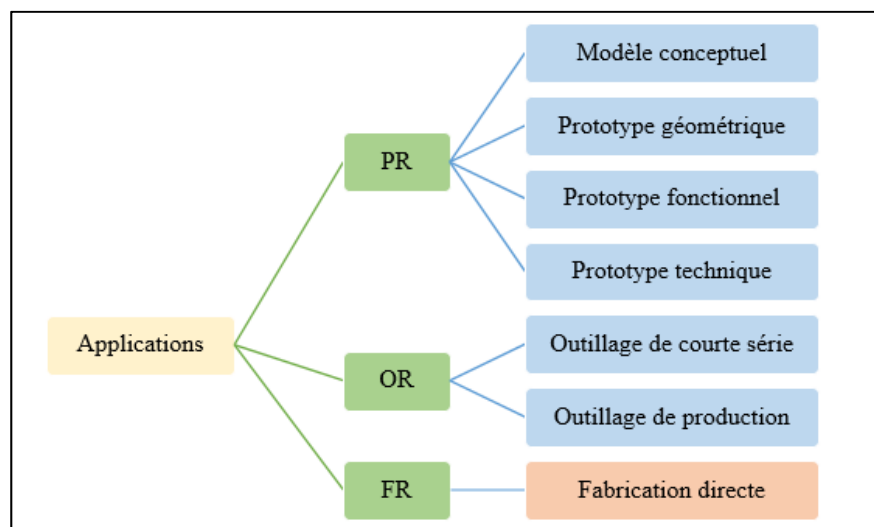 Modèle conceptuel
Prototype géométrique
PR
Prototype fonctionnel
Prototype technique
Applications
Outillage de courte série
OR
Outillage de production
FR
Fabrication directe